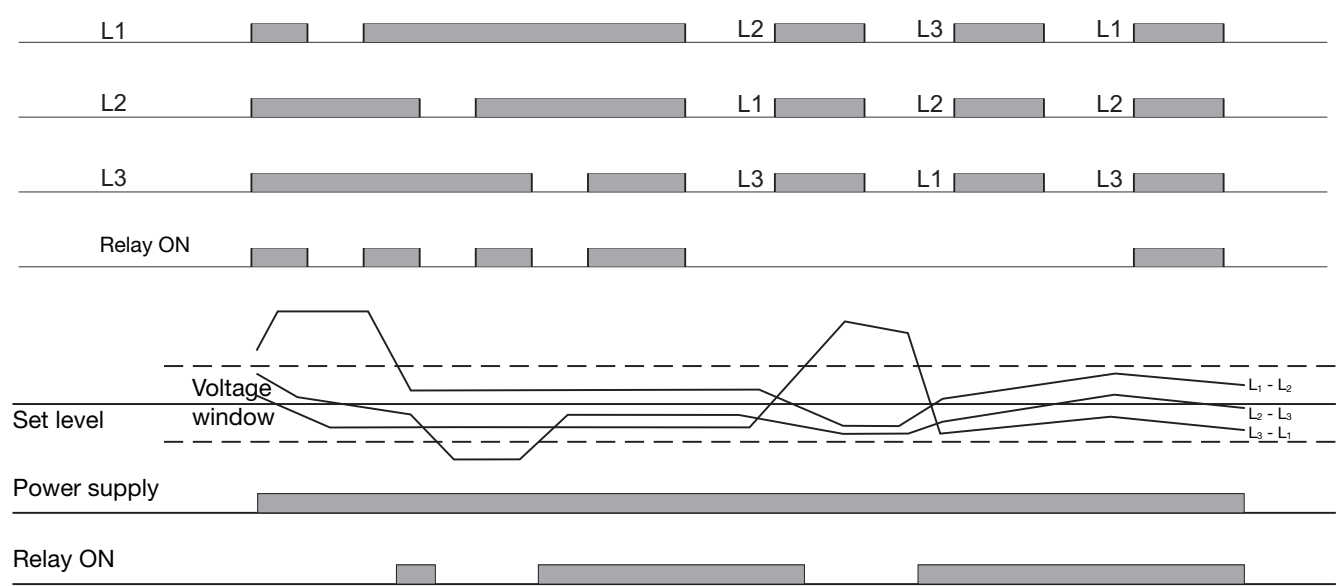 L1 L2 L3 L1
L2 L1 L2 L2
L3 L3 L1 L3
Relay ON
Voltage
window
Set level
L₁ - L₂
L₂ - L₃
L₃ - L₁
Power supply
Relay ON